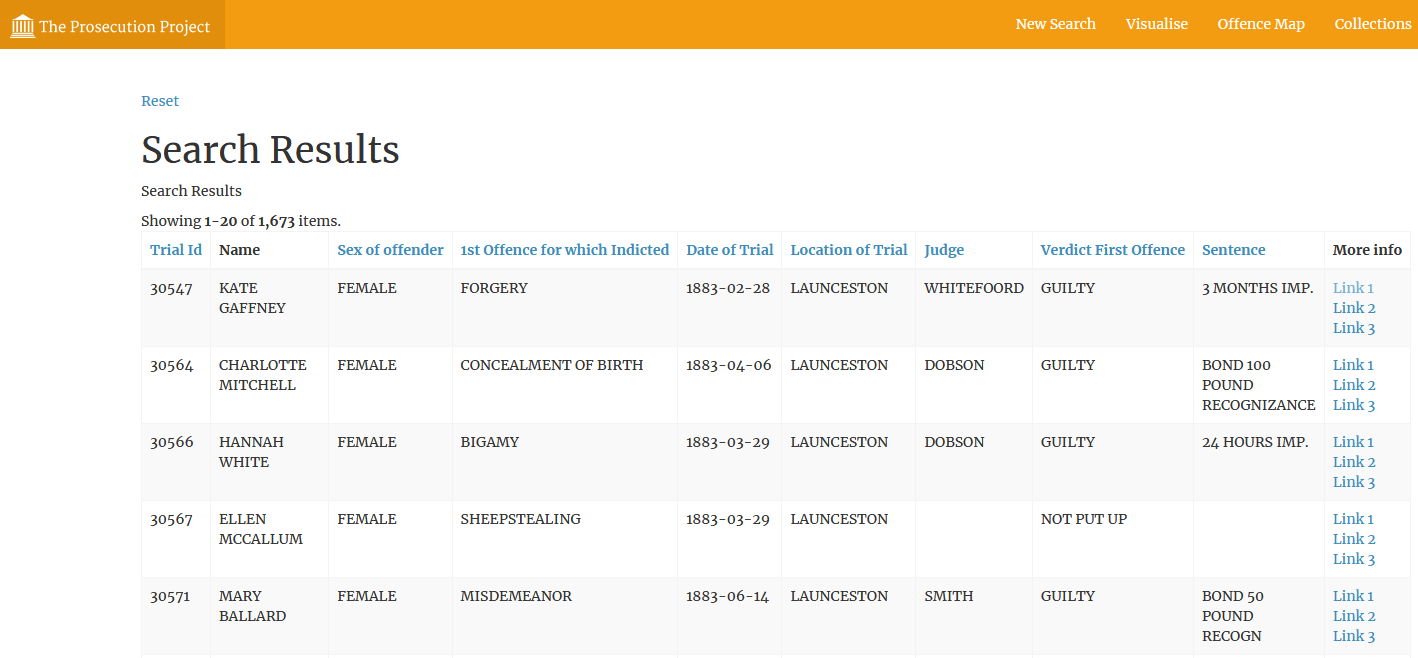 The Prosecution Project New Search Visualise Offence Map Collections
Reset
Search Results
Search Results
Showing 1-20 of 1,673 items.
Trial Id Name Sex of offender 1st Offence for which Indicted Date of Trial Location of Trial Judge Verdict First Offence Sentence More info
30547 KATE FEMALE FORGERY 1883-02-28 LAUNCESTON WHITEFOORD GUILTY 3 MONTHS IMP. Link 1
GAFFNEY Link 2
Link 3
30564 CHARLOTTE FEMALE CONCEALMENT OF BIRTH 1883-04-06 LAUNCESTON DOBSON GUILTY BOND 100 Link 1
MITCHELL POUND Link 2
RECOGNIZANCE Link 3
30566 HANNAH FEMALE BIGAMY 1883-03-29 LAUNCESTON DOBSON GUILTY 24 HOURS IMP. Link 1
WHITE Link 2
Link 3
30567 ELLEN FEMALE SHEEPSTEALING 1883-03-29 LAUNCESTON NOT PUT UP Link 1
MCCALLUM Link 2
Link 3
30571 MARY FEMALE MISDEMEANOR 1883-06-14 LAUNCESTON SMITH GUILTY BOND 50 Link 1
BALLARD POUND Link 2
RECOGN Link 3